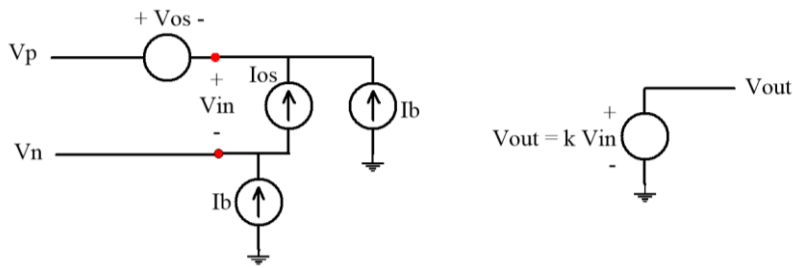 + Vos -
Vp
+
Ios
Vin
Ib
-
Vn
Ib
Vout
+
Vout = k Vin
-